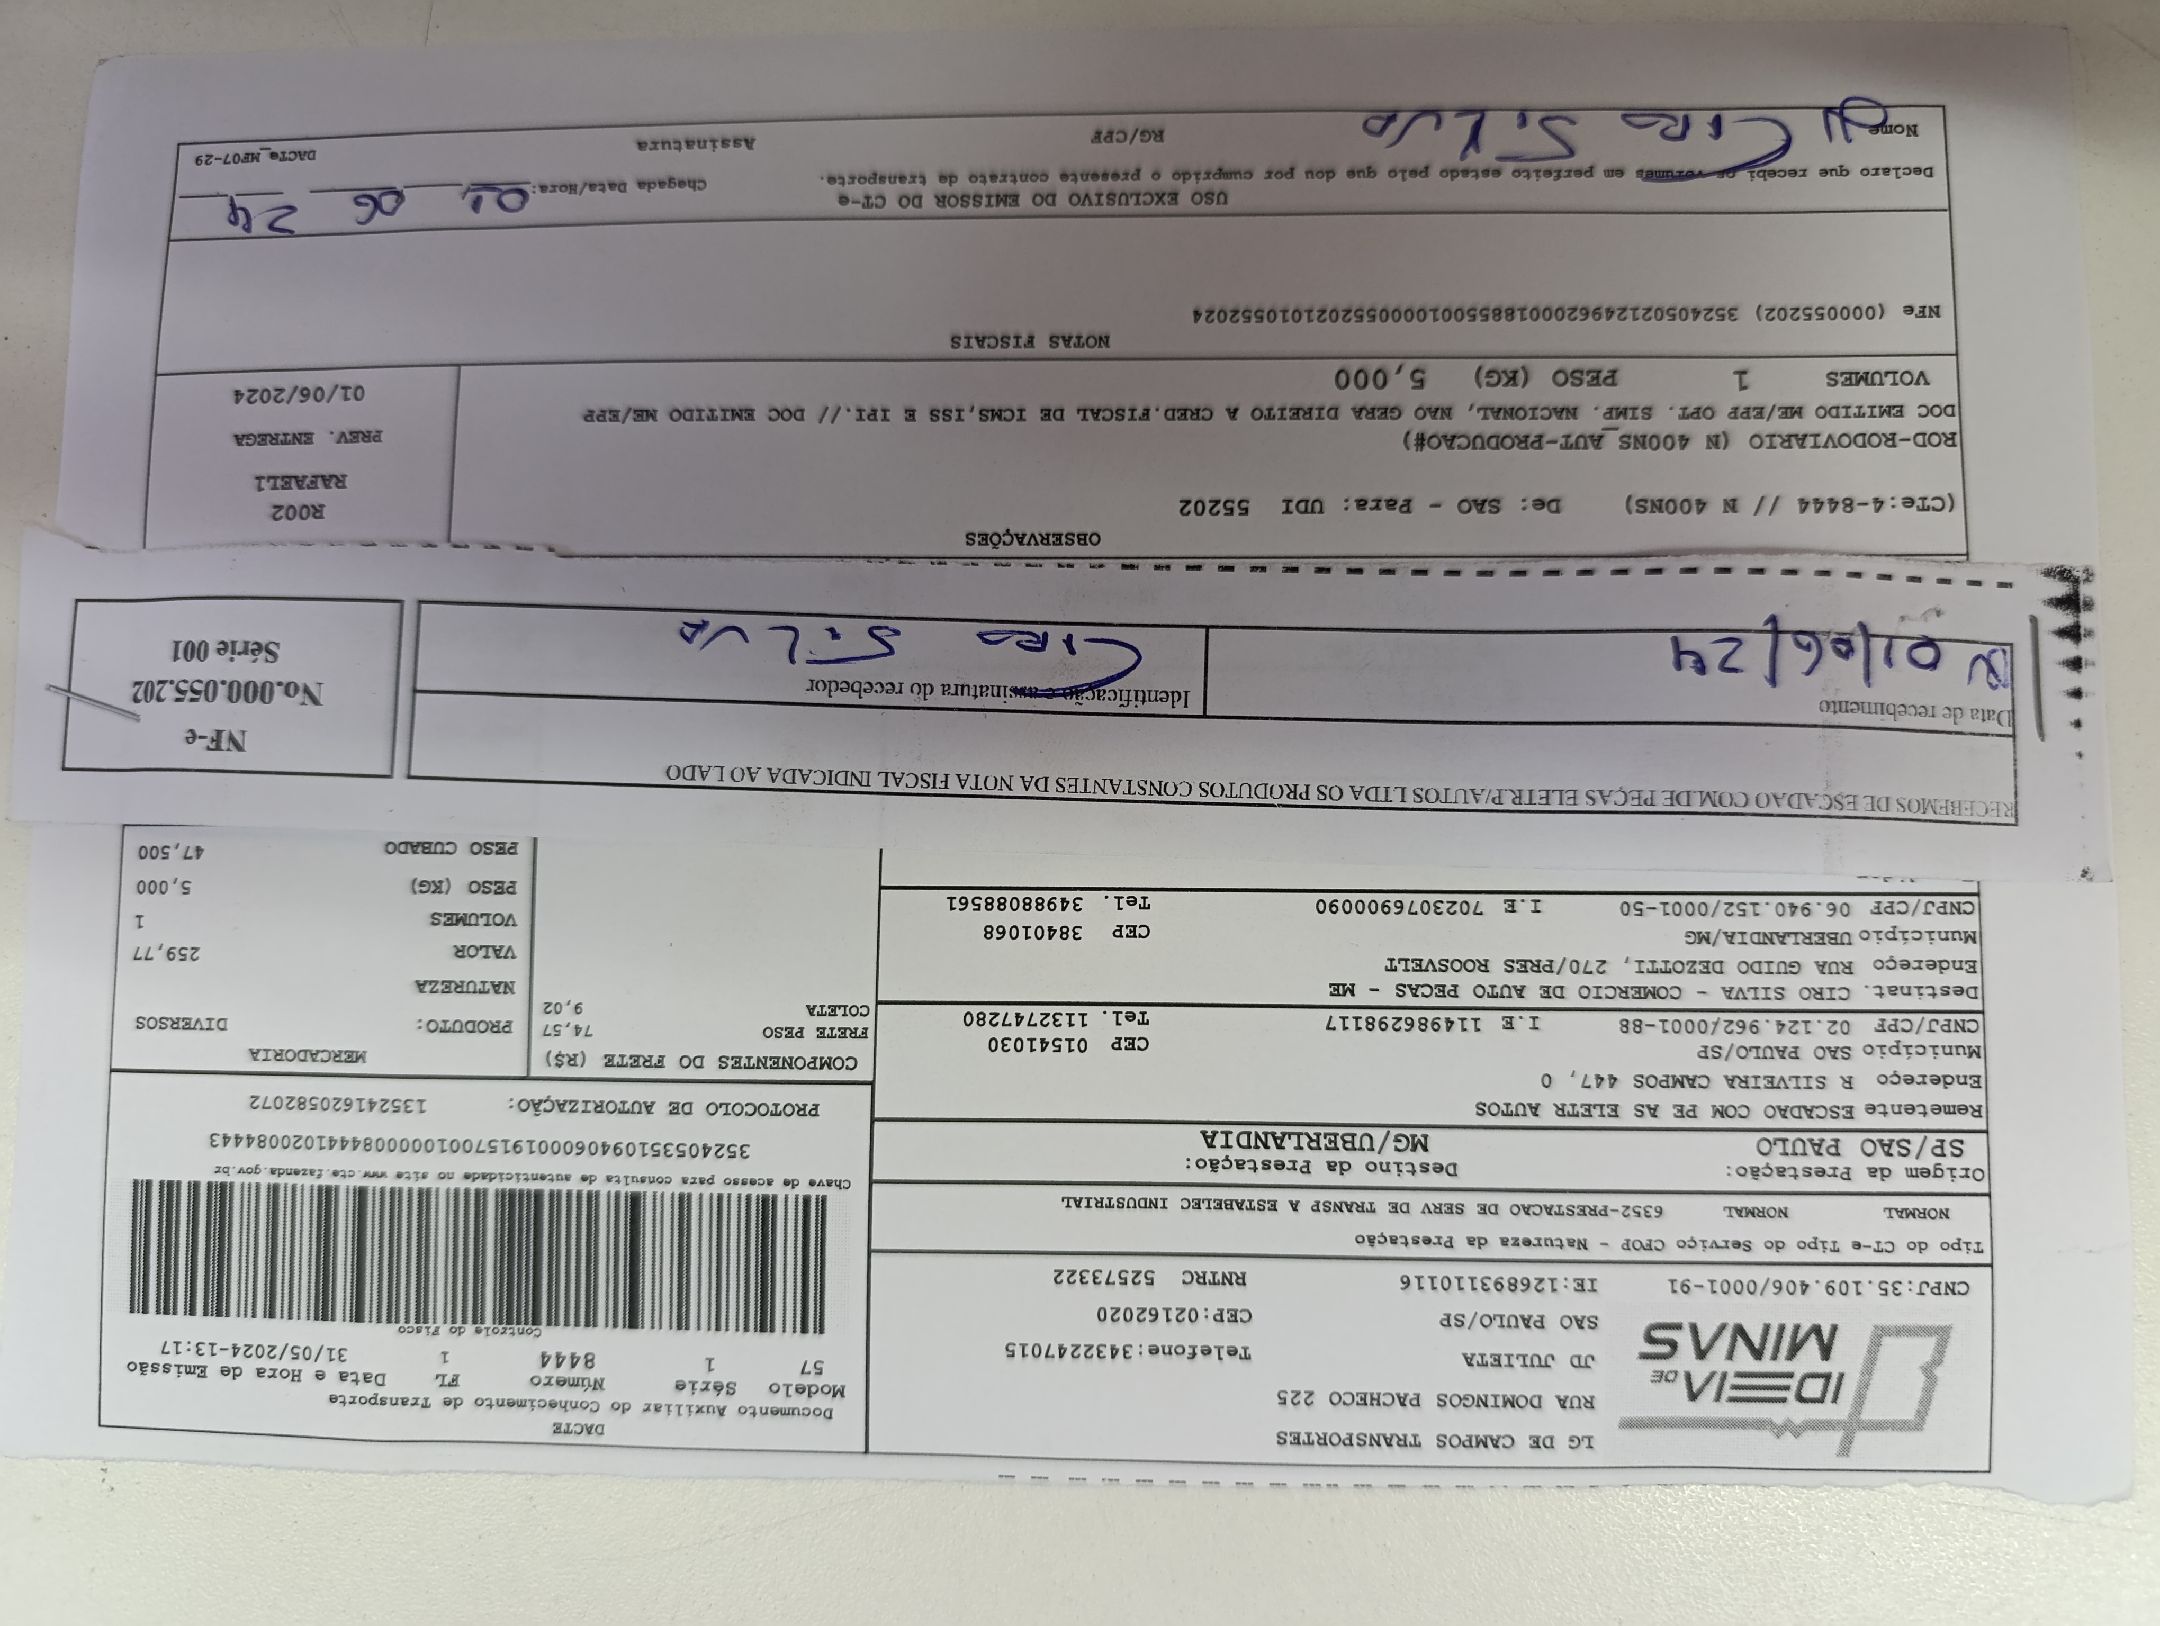 LG DE CAMPOS TRANSPORTES
RUA DOMINGOS PACHECO 225
IDEIA DE MINAS
JD JULIETA Telefone:3432247015
SAO PAULO/SP CEP:02162020
CNPJ:35.109.406/0001-91 IE:126893110116 RNTRC 52573322
DACTE
Documento Auxiliar do Conhecimento de Transporte
Modelo Série Número FL Data e Hora de Emissão
57 1 8444 1 31/05/2024-13:17
Controle do Fisco
Chave de acesso para consulta de autenticidade no site www.cte.fazenda.gov.br
35240535109406000191570010000084441020084443
PROTOCOLO DE AUTORIZAÇÃO: 135241620582072
Tipo do CT-e Tipo do Serviço CFOP - Natureza da Prestação
NORMAL NORMAL 6352-PRESTACAO DE SERV DE TRANSP A ESTABELEC INDUSTRIAL
Origem da Prestação: Destino da Prestação:
SP/SAO PAULO MG/UBERLANDIA
Remetente ESCADAO COM PE AS ELETR AUTOS
Endereço R SILVEIRA CAMPOS 447, 0
Município SAO PAULO/SP CEP 01541030
CNPJ/CPF 02.124.962/0001-88 I.E 114986298117 Tel. 1132747280
Destinat. CIRO SILVA - COMERCIO DE AUTO PECAS - ME
Endereço RUA GUIDO DEZOTTI, 270/PRES ROOSVELT
Município UBERLANDIA/MG CEP 38401068
CNPJ/CPF 06.940.152/0001-50 I.E 7023076900090 Tel. 34988088561
COMPONENTES DO FRETE (R$)
FRETE PESO 74,57
COLETA 9,02
MERCADORIA
PRODUTO: DIVERSOS
NATUREZA
VALOR 259,77
VOLUMES 1
PESO (KG) 5,000
PESO CUBADO 47,500
RECEBEMOS DE ESCADAO COM.DE PEÇAS ELETR.P/AUTOS LTDA OS PRODUTOS CONSTANTES DA NOTA FISCAL INDICADA AO LADO
Data de recebimento Identificação e assinatura do recebedor
01/06/24 CIRO SILVA
NF-e
No.000.055.202
Série 001
OBSERVAÇÕES
(CTe:4-8444 // N 400NS) De: SAO - Para: UDI 55202
ROD-RODOVIARIO (N 400NS_AUT-PRODUCAO#)
DOC EMITIDO ME/EPP OPT. SIMP. NACIONAL, NAO GERA DIREITO A CRED.FISCAL DE ICMS,ISS E IPI.// DOC EMITIDO ME/EPP
VOLUMES 1 PESO (KG) 5,000
R002
RAFAEL1
PREV. ENTREGA
01/06/2024
NOTAS FISCAIS
NFe (00055202) 35240502124962000188550010000552021010552024
USO EXCLUSIVO DO EMISSOR DO CT-e
Declaro que recebi os volumes em perfeito estado pelo que dou por cumprido o presente contrato de transporte.
Chegada Data/Hora: 01 06 24
Nome RG/CPF Assinatura DACTe_MF07-29
CIRO SILVA